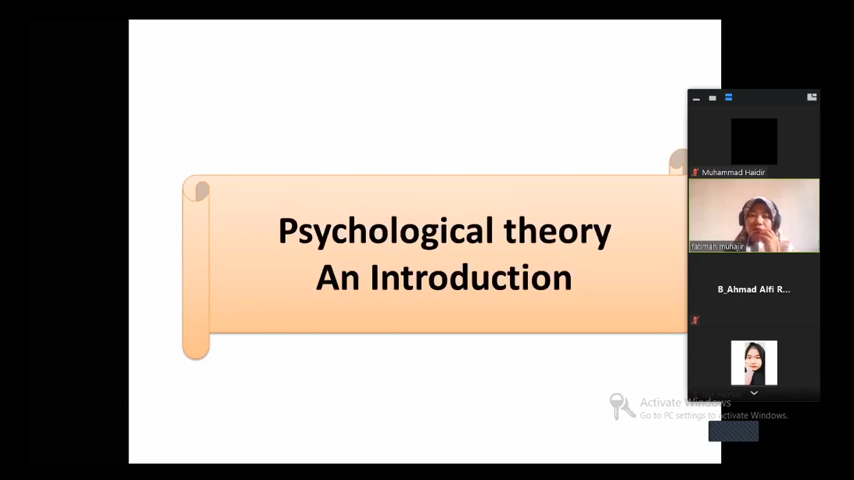 Psychological theory
An Introduction
Muhammad Haidir
fatimah muhajir
B_Ahmad Alfi R...
Activate Windows
Go to PC settings to activate Windows.